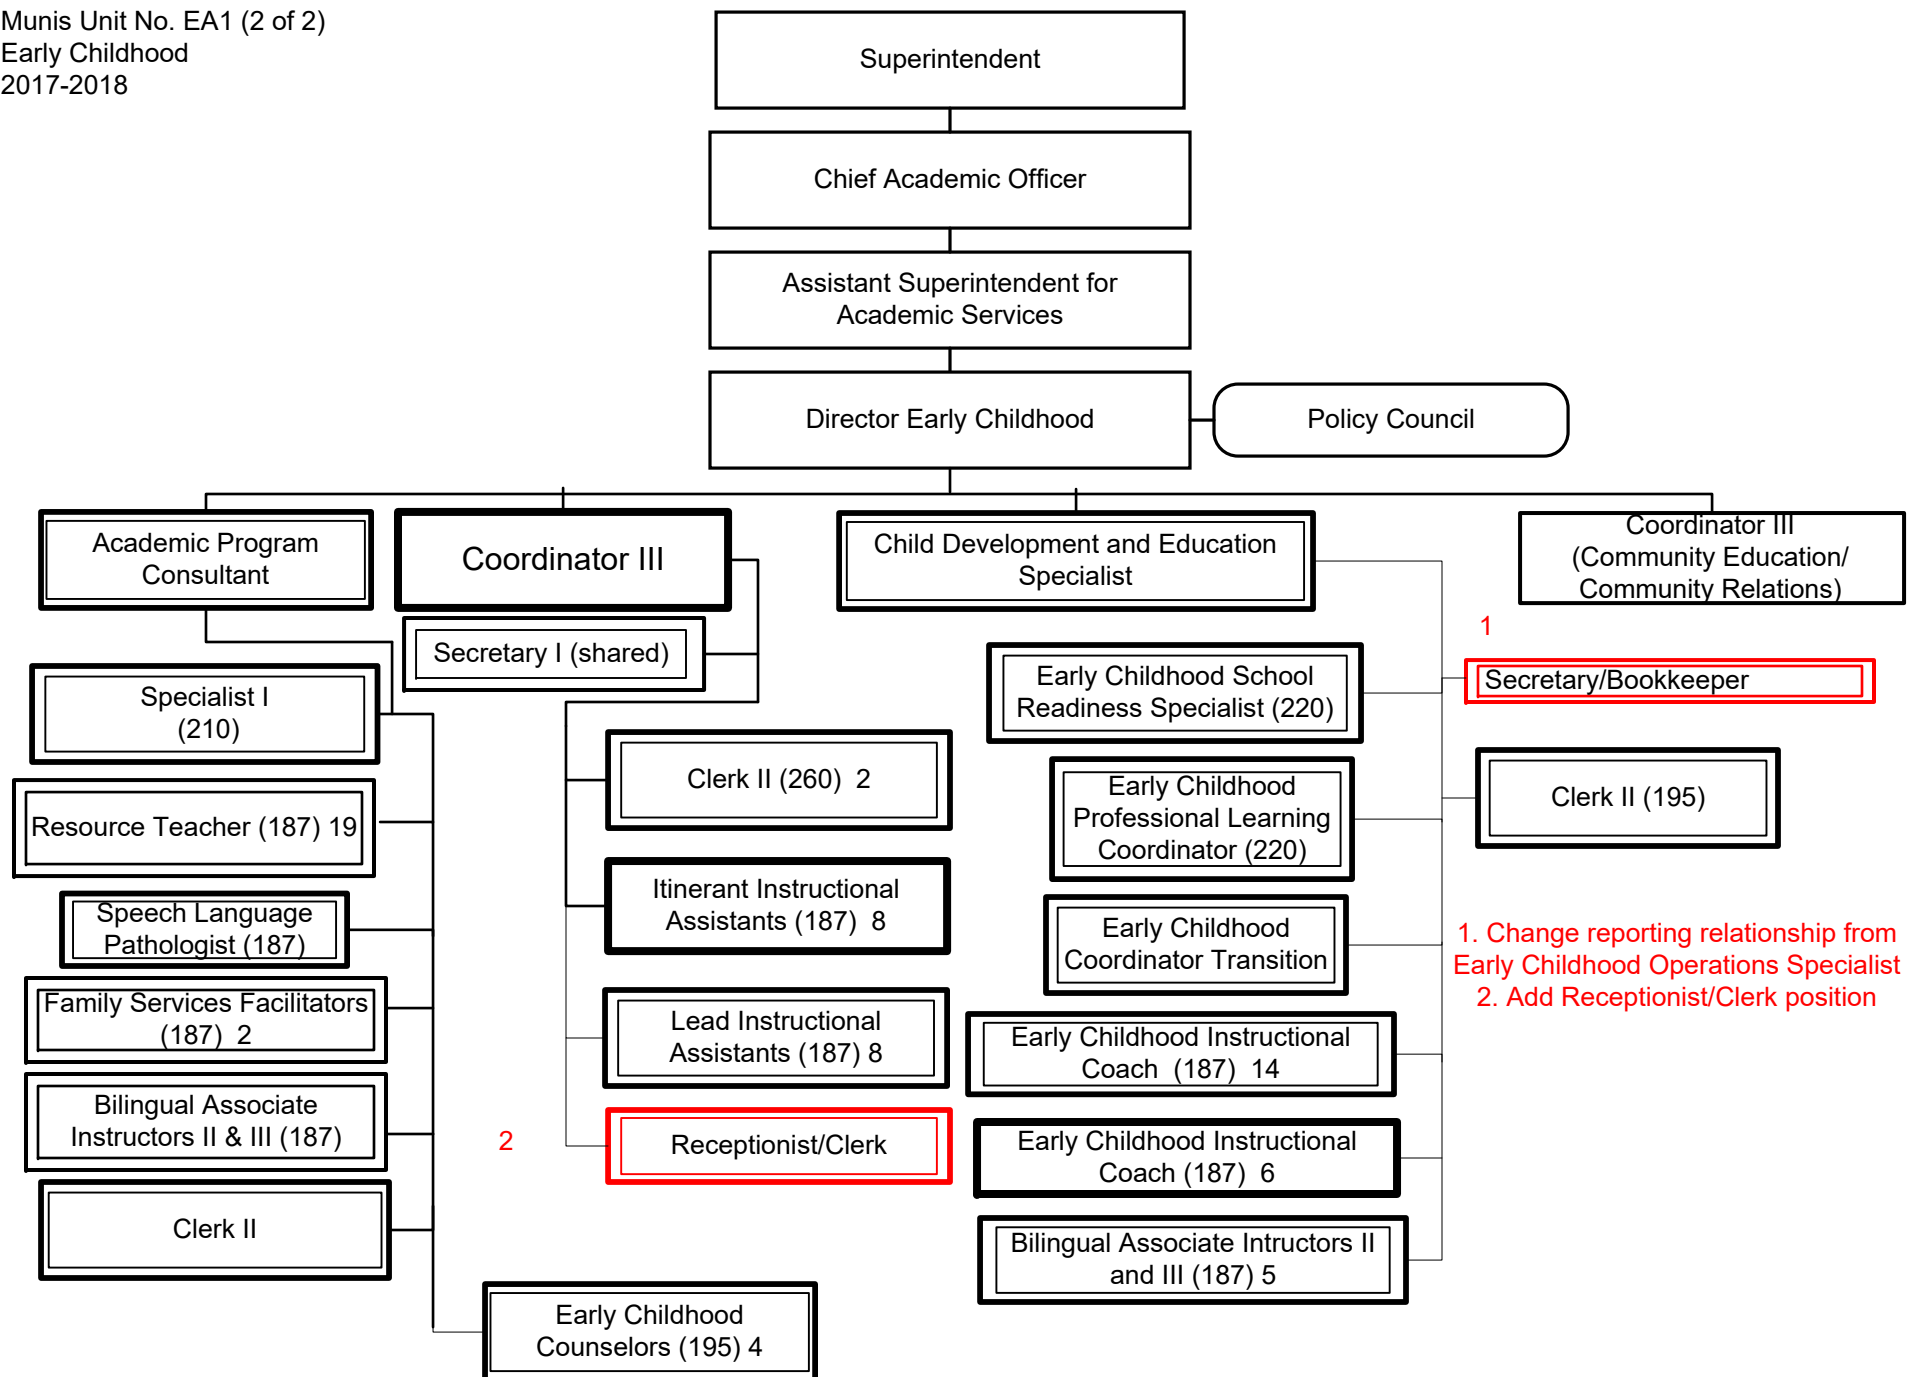 Munis Unit No. EA1 (2 of 2)
Early Childhood
2017-2018
Superintendent
Chief Academic Officer
Assistant Superintendent for
Academic Services
Director Early Childhood
Policy Council
Academic Program
Consultant
Coordinator III
Child Development and Education
Specialist
Coordinator III
(Community Education/
Community Relations)
Secretary I (shared)
Specialist I
(210)
Resource Teacher (187) 19
Speech Language
Pathologist (187)
Family Services Facilitators
(187)  2
Bilingual Associate
Instructors II & III (187)
Clerk II
Early Childhood
Counselors (195) 4
Clerk II (260)  2
Itinerant Instructional
Assistants (187)  8
Lead Instructional
Assistants (187) 8
2
Receptionist/Clerk
Early Childhood School
Readiness Specialist (220)
Early Childhood
Professional Learning
Coordinator (220)
Early Childhood
Coordinator Transition
Early Childhood Instructional
Coach  (187)  14
Early Childhood Instructional
Coach (187)  6
Bilingual Associate Intructors II
and III (187) 5
1
Secretary/Bookkeeper
Clerk II (195)
1. Change reporting relationship from
Early Childhood Operations Specialist
2. Add Receptionist/Clerk position